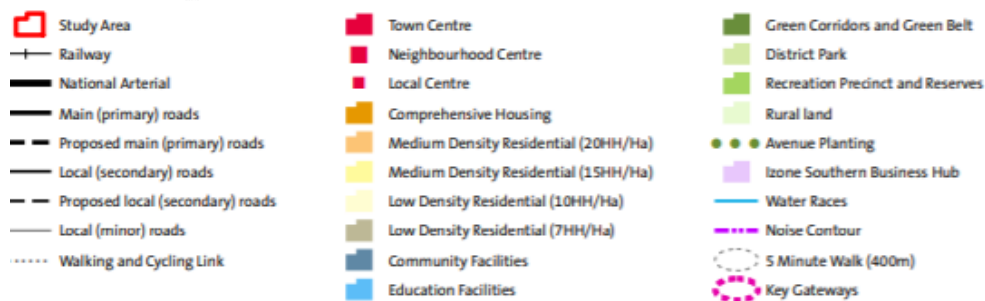 Study Area
Railway
National Arterial
Main (primary) roads
Proposed main (primary) roads
Local (secondary) roads
Proposed local (secondary) roads
Local (minor) roads
Walking and Cycling Link
Town Centre
Neighbourhood Centre
Local Centre
Comprehensive Housing
Medium Density Residential (20HH/Ha)
Medium Density Residential (15HH/Ha)
Low Density Residential (10HH/Ha)
Low Density Residential (7HH/Ha)
Community Facilities
Education Facilities
Green Corridors and Green Belt
District Park
Recreation Precinct and Reserves
Rural land
Avenue Planting
Izone Southern Business Hub
Water Races
Noise Contour
5 Minute Walk (400m)
Key Gateways